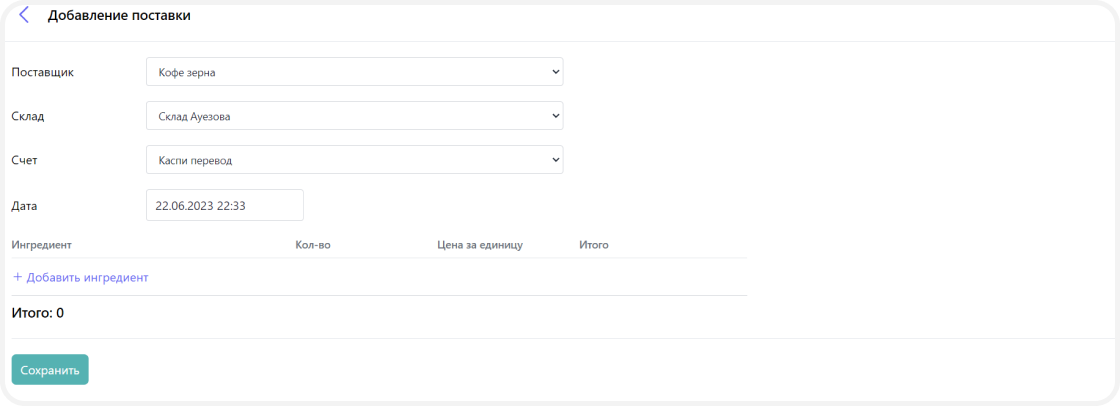 Добавление поставки
Поставщик Кофе зерна
Склад Склад Ауезова
Счет Каспи перевод
Дата 22.06.2023 22:33
Ингредиент Кол-во Цена за единицу Итого
+ Добавить ингредиент
Итого: 0
Сохранить